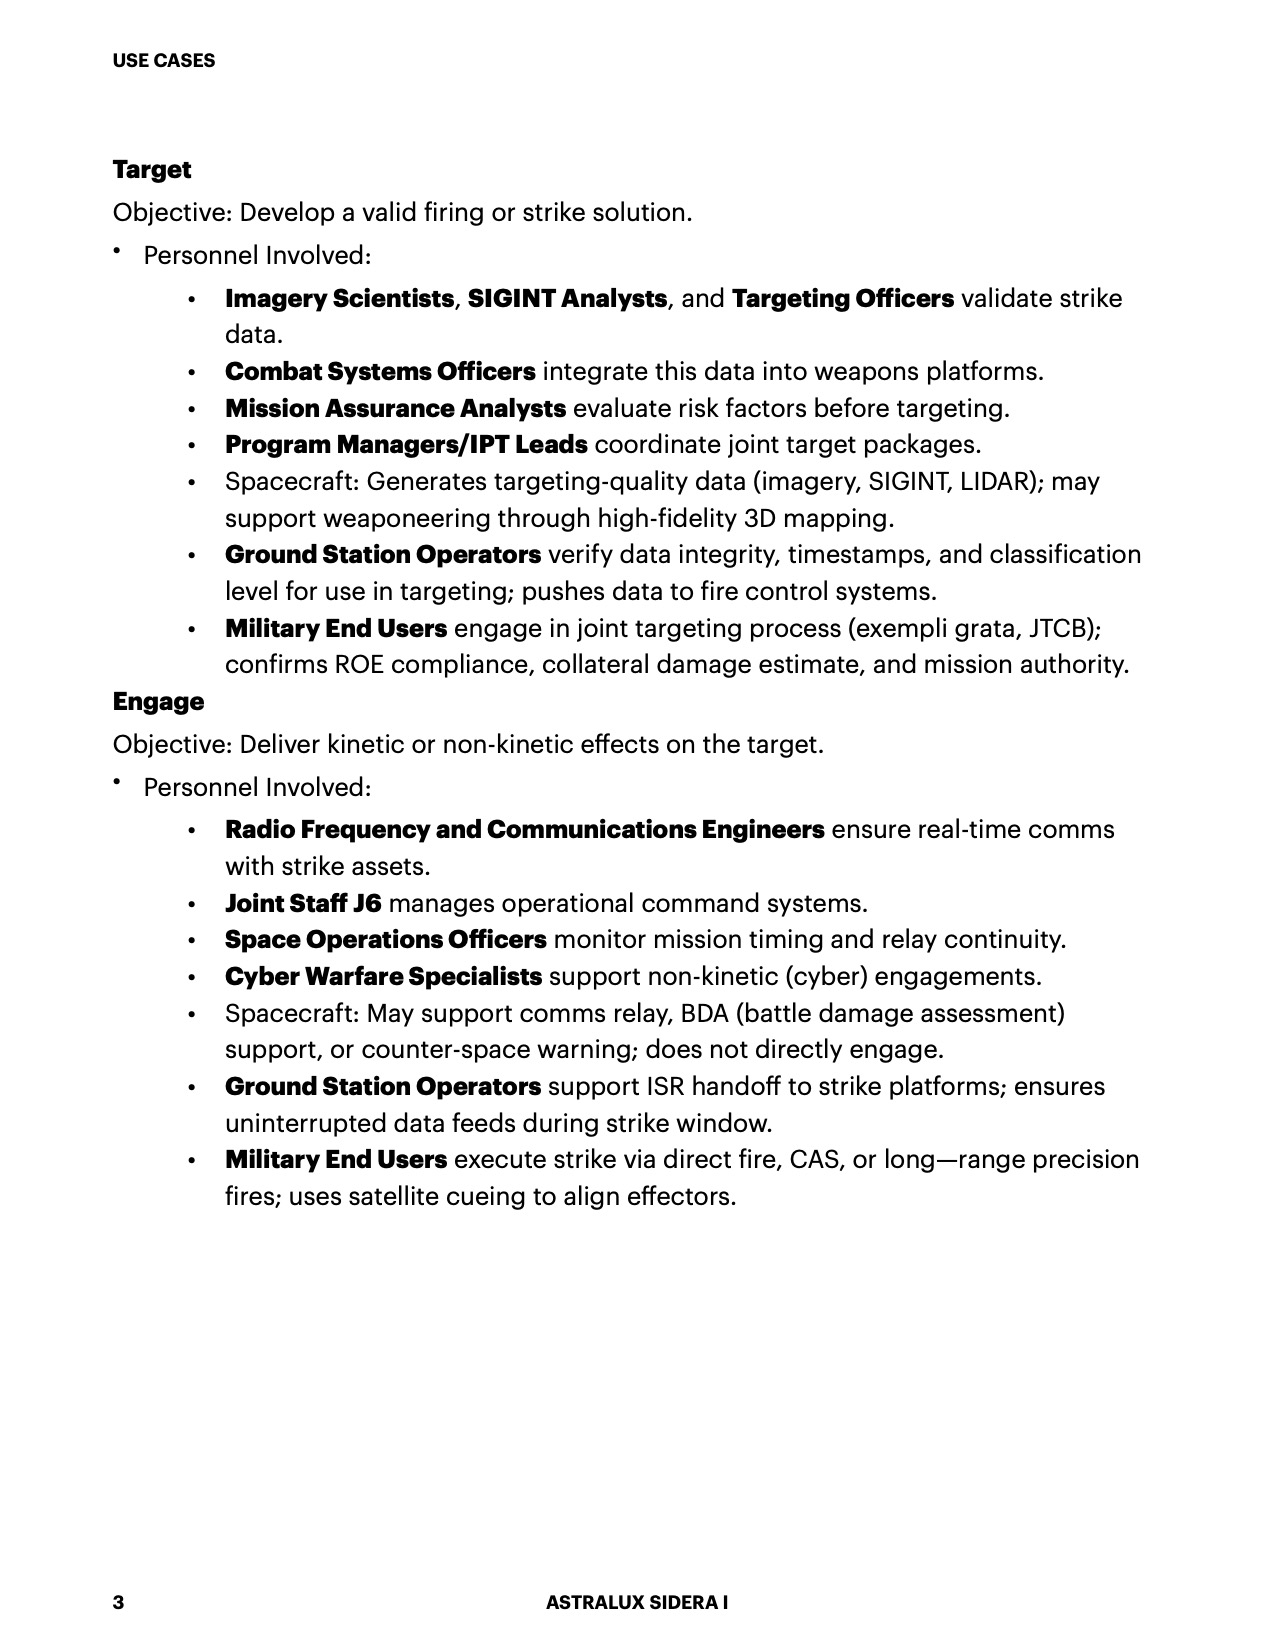 USE CASES
Target
Objective: Develop a valid firing or strike solution.
• Personnel Involved:
• Imagery Scientists, SIGINT Analysts, and Targeting Officers validate strike
data.
• Combat Systems Officers integrate this data into weapons platforms.
• Mission Assurance Analysts evaluate risk factors before targeting.
• Program Managers/IPT Leads coordinate joint target packages.
• Spacecraft: Generates targeting-quality data (imagery, SIGINT, LIDAR); may
support weaponeering through high-fidelity 3D mapping.
• Ground Station Operators verify data integrity, timestamps, and classification
level for use in targeting; pushes data to fire control systems.
• Military End Users engage in joint targeting process (exempli grata, JTCB);
confirms ROE compliance, collateral damage estimate, and mission authority.
Engage
Objective: Deliver kinetic or non-kinetic effects on the target.
• Personnel Involved:
• Radio Frequency and Communications Engineers ensure real-time comms
with strike assets.
• Joint Staff J6 manages operational command systems.
• Space Operations Officers monitor mission timing and relay continuity.
• Cyber Warfare Specialists support non-kinetic (cyber) engagements.
• Spacecraft: May support comms relay, BDA (battle damage assessment)
support, or counter-space warning; does not directly engage.
• Ground Station Operators support ISR handoff to strike platforms; ensures
uninterrupted data feeds during strike window.
• Military End Users execute strike via direct fire, CAS, or long—range precision
fires; uses satellite cueing to align effectors.
3 ASTRALUX SIDERA I